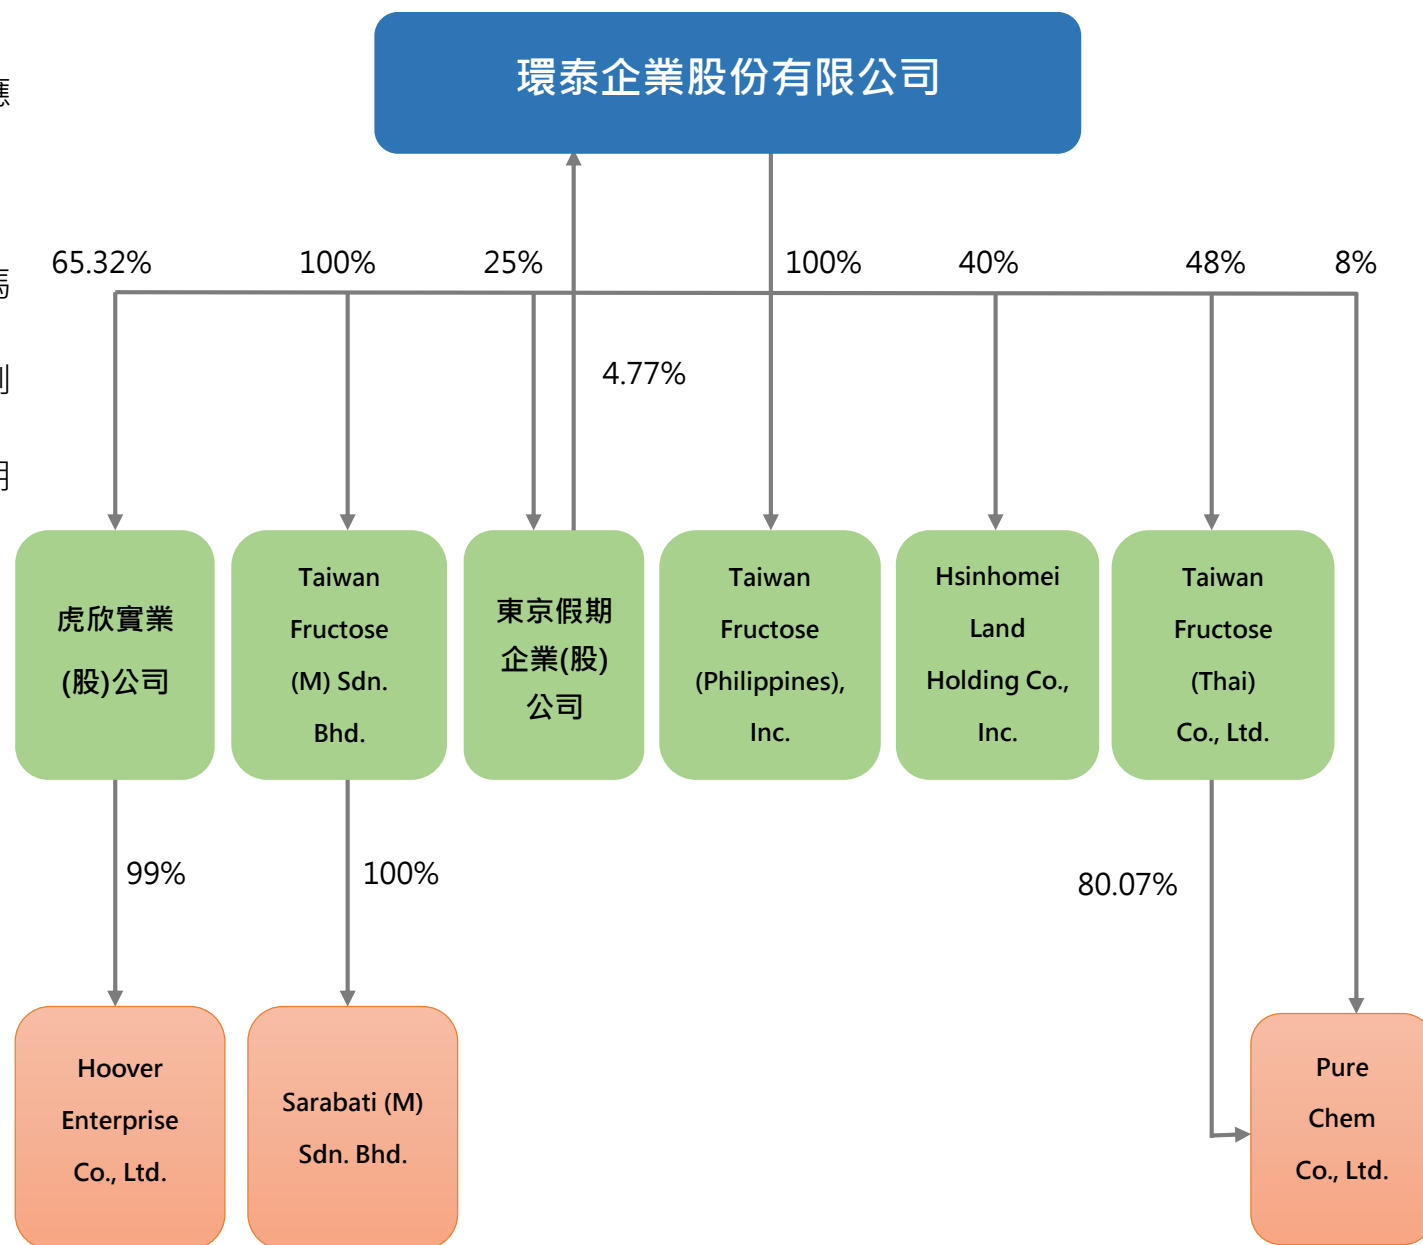 環泰企業股份有限公司
應
65.32%
100%
25%
100%
40%
48%
8%
4.77%
虎欣實業
(股)公司
Taiwan
Fructose
(M) Sdn.
Bhd.
東京假期
企業(股)
公司
Taiwan
Fructose
(Philippines),
Inc.
Hsinhomei
Land
Holding Co.,
Inc.
Taiwan
Fructose
(Thai)
Co., Ltd.
99%
100%
80.07%
Hoover
Enterprise
Co., Ltd.
Sarabati (M)
Sdn. Bhd.
Pure
Chem
Co., Ltd.